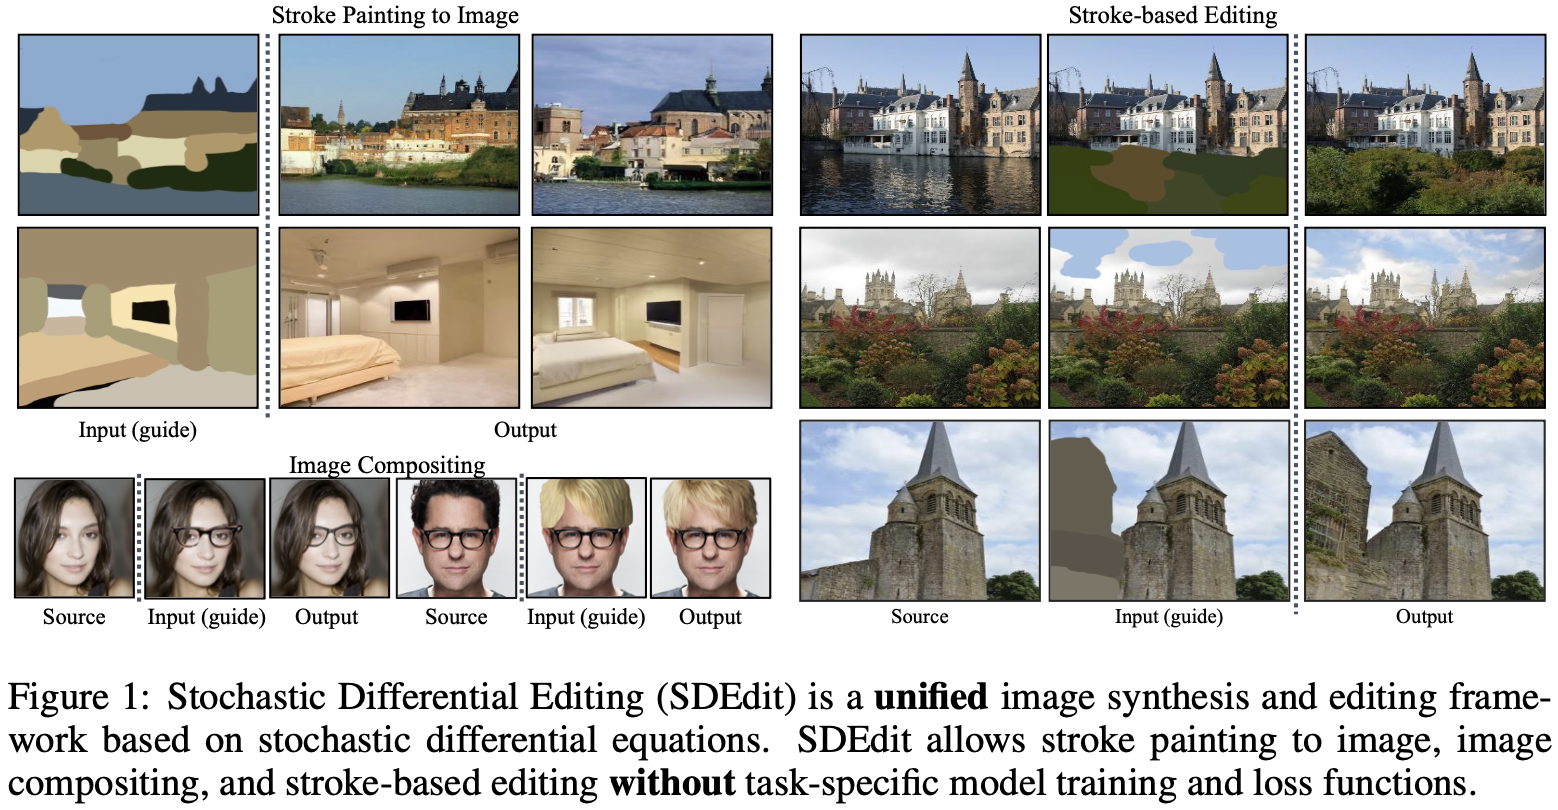 Stroke Painting to Image
Input (guide)
Output
Image Compositing
Source
Input (guide)
Output
Source
Input (guide)
Output
Stroke-based Editing
Source
Input (guide)
Output
Figure 1: Stochastic Differential Editing (SDEdit) is a unified image synthesis and editing frame-
work based on stochastic differential equations. SDEdit allows stroke painting to image, image
compositing, and stroke-based editing without task-specific model training and loss functions.